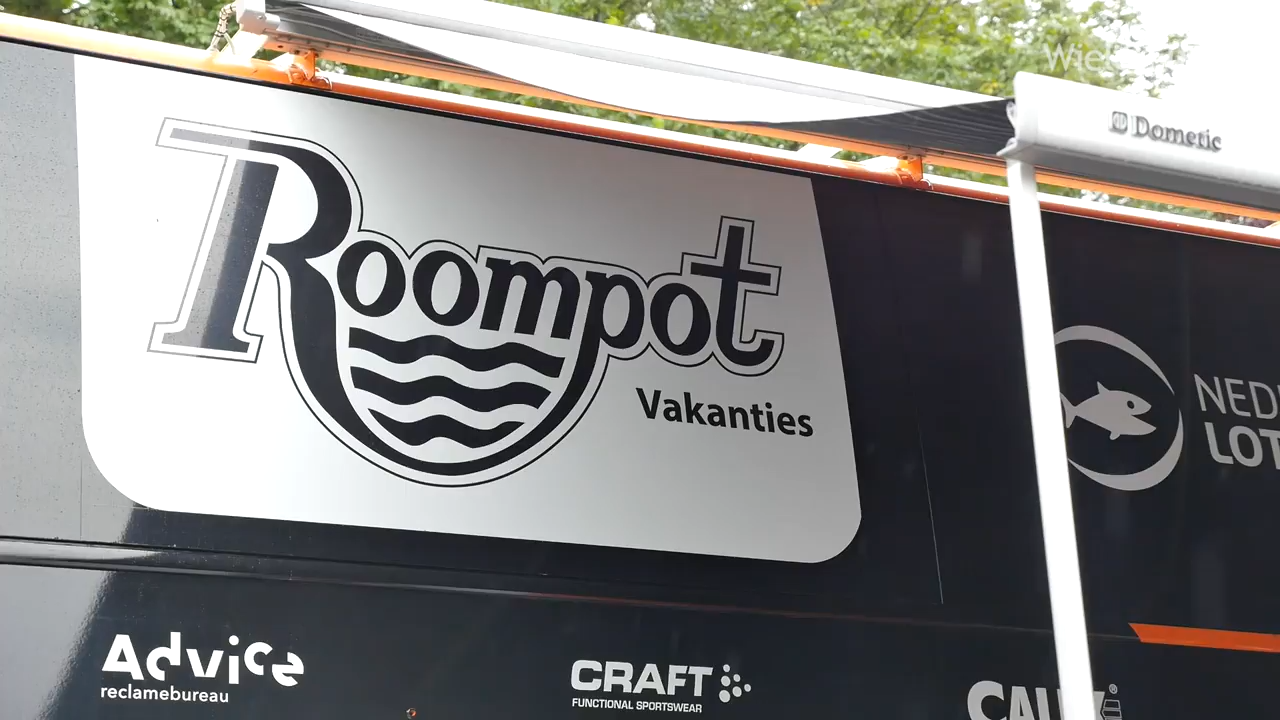 Dometic
Roompot
Vakanties
Advice
reclamebureau
CRAFT
FUNCTIONAL SPORTSWEAR